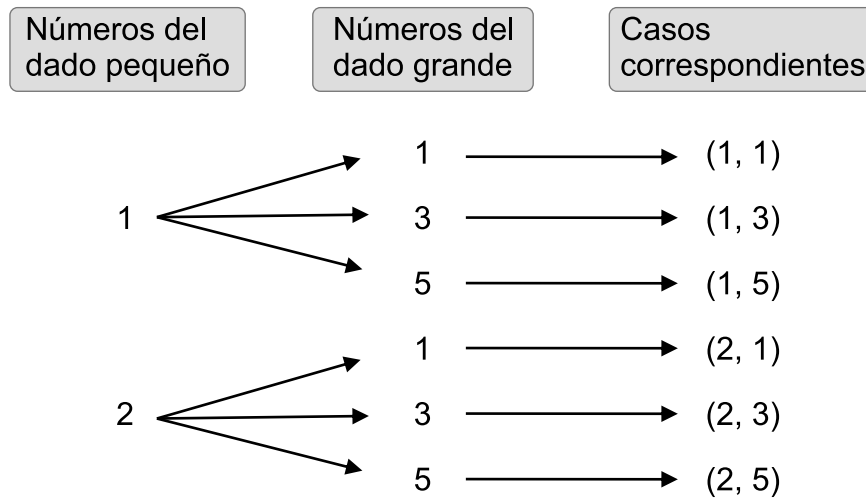 Números del
dado pequeño
Números del
dado grande
Casos
correspondientes
1
1
(1, 1)
3
(1, 3)
5
(1, 5)
2
1
(2, 1)
3
(2, 3)
5
(2, 5)